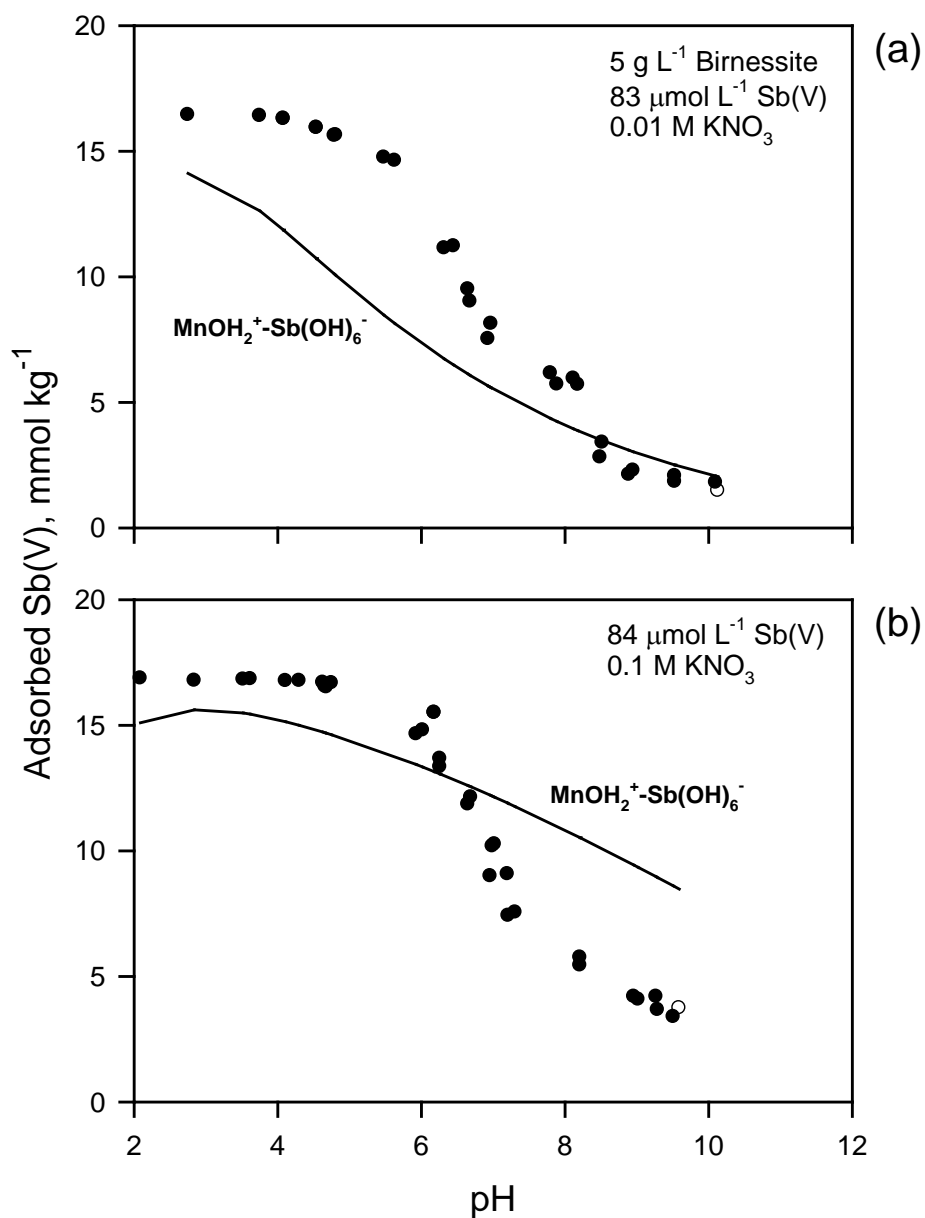 20
(a)
5 g L⁻¹ Birnessite
83 μmol L⁻¹ Sb(V)
0.01 M KNO₃
15
10
MnOH₂⁺-Sb(OH)₆⁻
5
0
Adsorbed Sb(V), mmol kg⁻¹
20
(b)
84 μmol L⁻¹ Sb(V)
0.1 M KNO₃
15
MnOH₂⁺-Sb(OH)₆⁻
10
5
0
2 4 6 8 10 12
pH